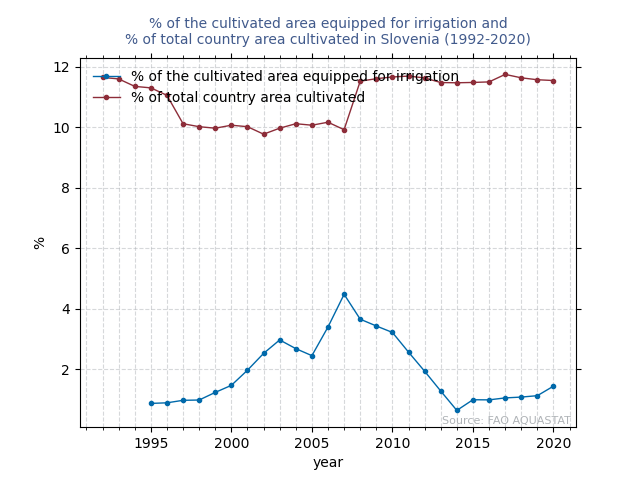 % of the cultivated area equipped for irrigation and
% of total country area cultivated in Slovenia (1992-2020)
% of the cultivated area equipped for irrigation
% of total country area cultivated
12
10
8
6
4
2
%
Source: FAO AQUASTAT
1995 2000 2005 2010 2015 2020
year